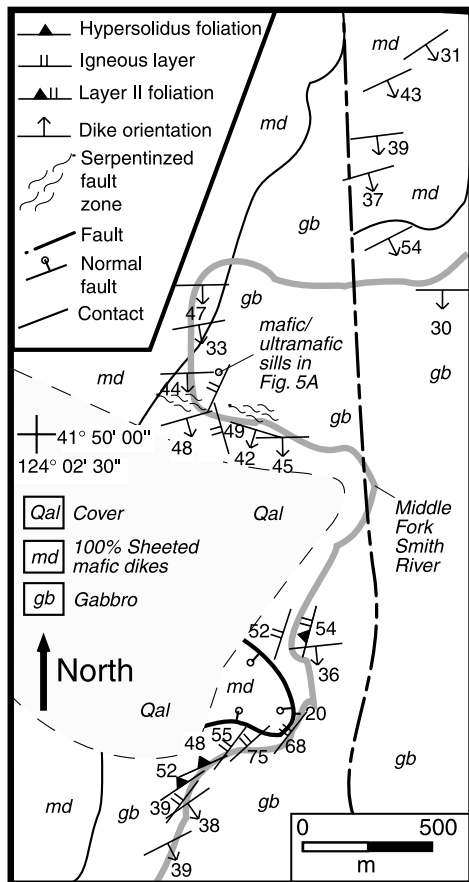 Hypersolidus foliation
Igneous layer
Layer II foliation
Dike orientation
Serpentinzed
fault
zone
Fault
Normal
fault
Contact
md
31
43
md
39
37
md
gb
54
gb
47
33
30
mafic/
ultramafic
sills in
Fig. 5A
md
44
gb
gb
48
49
42
45
41° 50' 00"
124° 02' 30"
Qal Cover
md 100% Sheeted
mafic dikes
gb Gabbro
Qal
Middle
Fork
Smith
River
North
52
54
36
md
Qal
20
55
48
75
68
52
gb
md
gb
39
38
gb
39
0 500
m